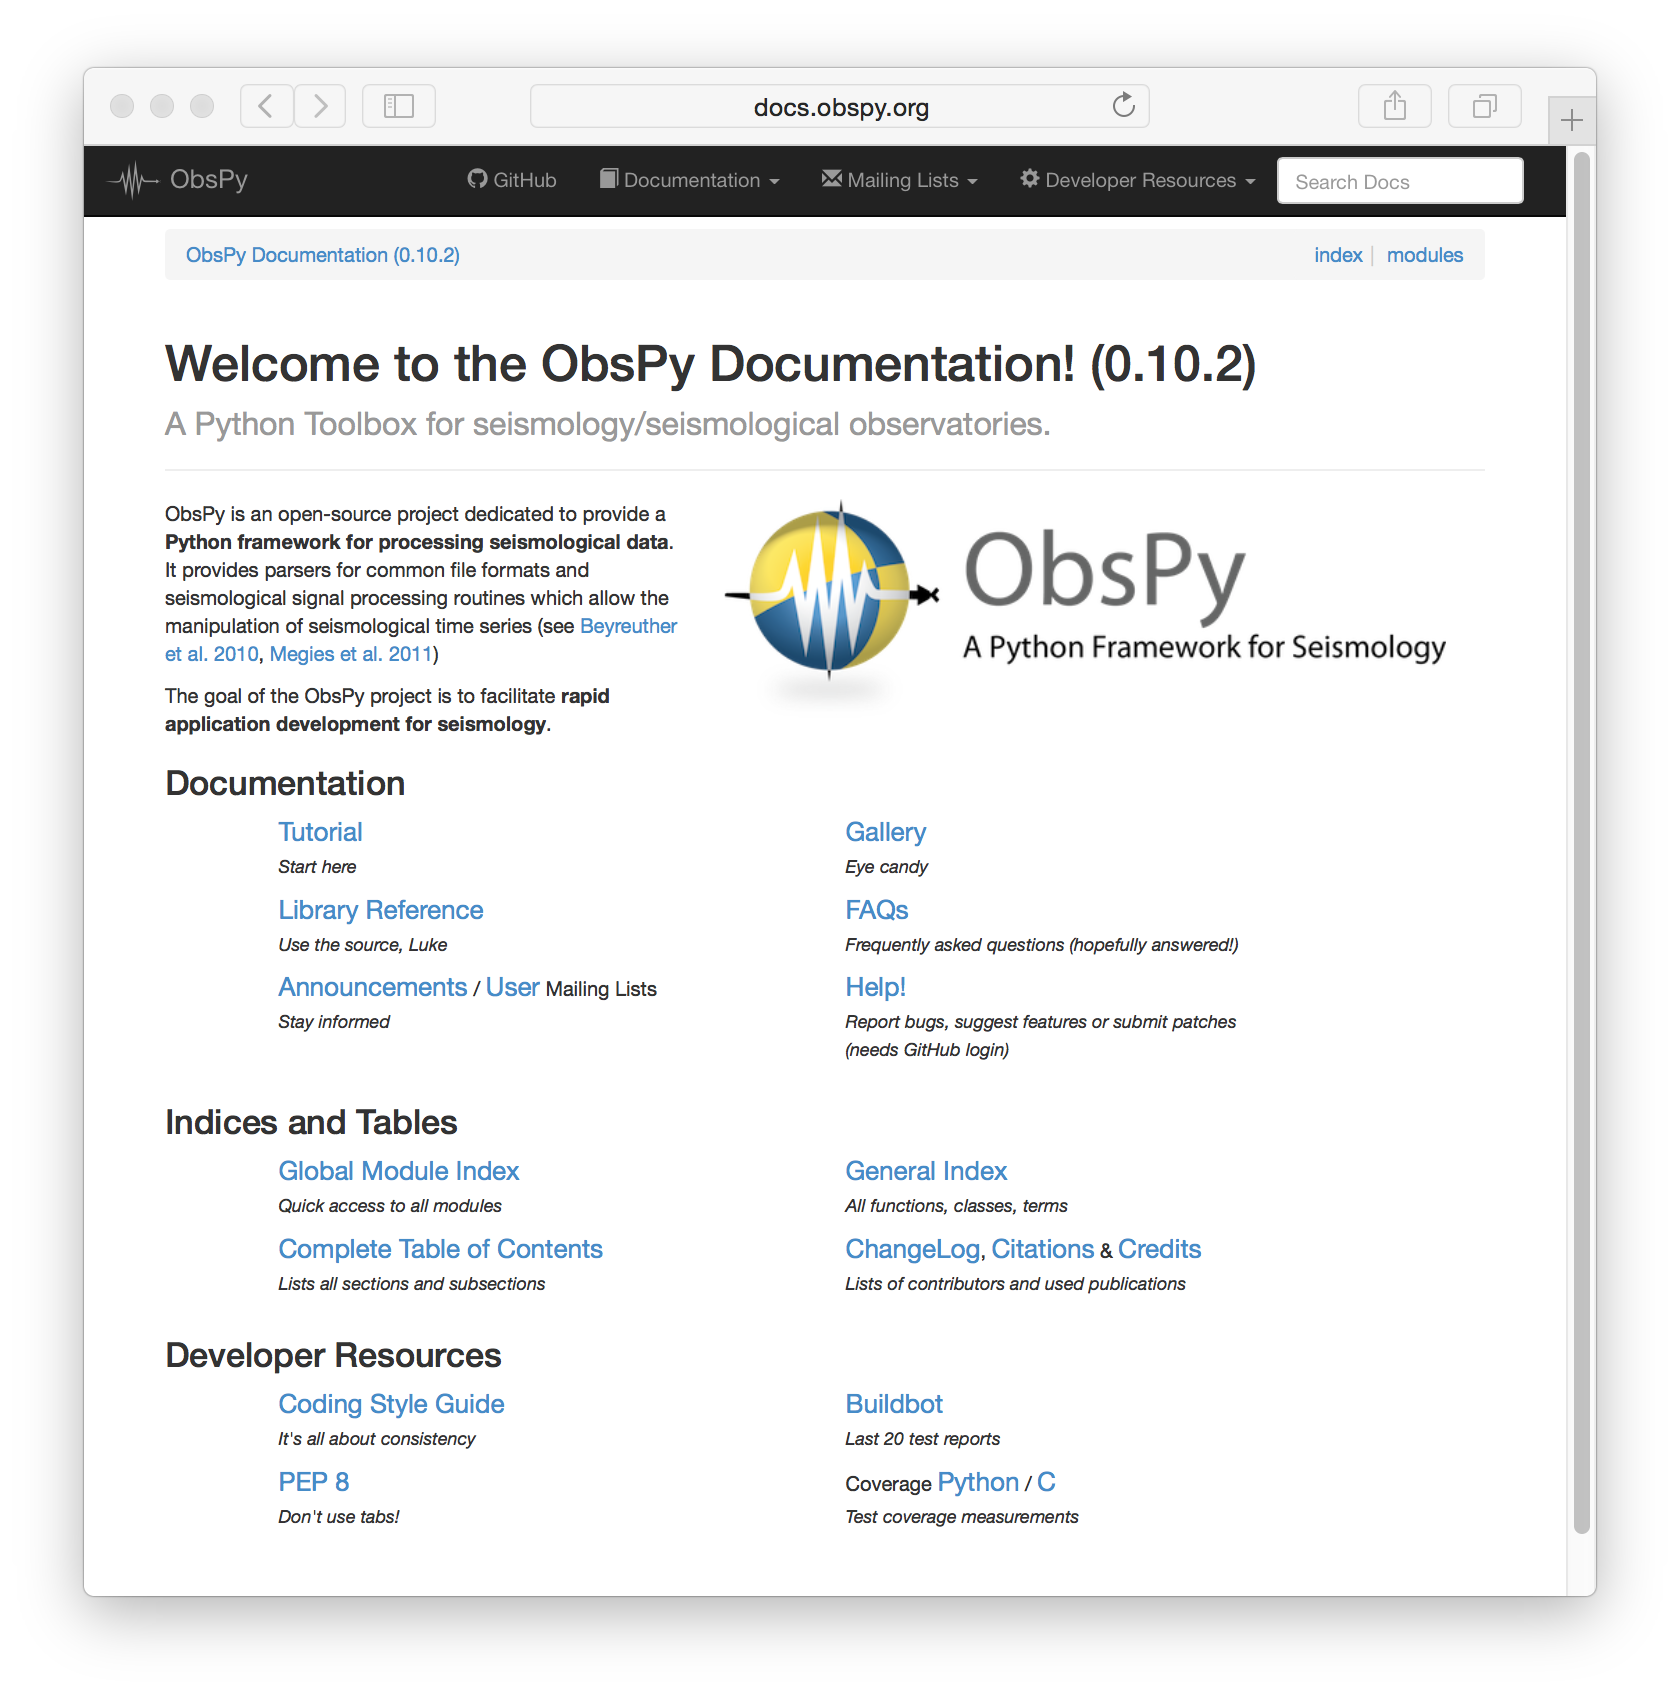 docs.obspy.org
ObsPy GitHub Documentation Mailing Lists Developer Resources Search Docs
ObsPy Documentation (0.10.2) index | modules
Welcome to the ObsPy Documentation! (0.10.2)
A Python Toolbox for seismology/seismological observatories.
ObsPy is an open-source project dedicated to provide a
Python framework for processing seismological data.
It provides parsers for common file formats and
seismological signal processing routines which allow the
manipulation of seismological time series (see Beyreuther
et al. 2010, Megies et al. 2011)
The goal of the ObsPy project is to facilitate rapid
application development for seismology.
ObsPy
A Python Framework for Seismology
Documentation
Tutorial
Start here
Library Reference
Use the source, Luke
Announcements / User Mailing Lists
Stay informed
Gallery
Eye candy
FAQs
Frequently asked questions (hopefully answered!)
Help!
Report bugs, suggest features or submit patches
(needs GitHub login)
Indices and Tables
Global Module Index
Quick access to all modules
Complete Table of Contents
Lists all sections and subsections
General Index
All functions, classes, terms
ChangeLog, Citations & Credits
Lists of contributors and used publications
Developer Resources
Coding Style Guide
It's all about consistency
PEP 8
Don't use tabs!
Buildbot
Last 20 test reports
Coverage Python / C
Test coverage measurements